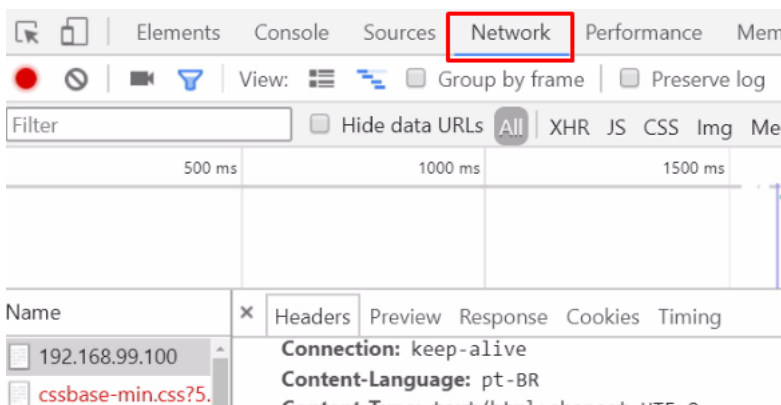 Elements Console Sources Network Performance Mem
View: Group by frame Preserve log
Filter Hide data URLs All XHR JS CSS Img Me
500 ms 1000 ms 1500 ms
Name × Headers Preview Response Cookies Timing
192.168.99.100 Connection: keep-alive
Content-Language: pt-BR
cssbase-min.css?5.